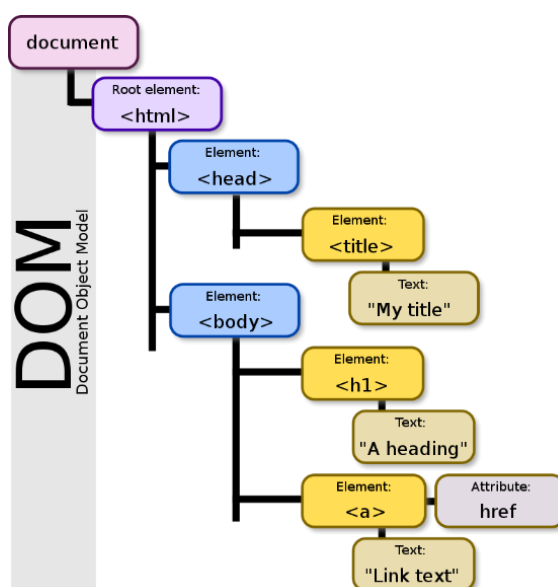 document
Root element:
<html>
Element:
<head>
Element:
<title>
Text:
"My title"
Element:
<body>
Element:
<h1>
Text:
"A heading"
Element:
<a>
Attribute:
href
Text:
"Link text"
DOM
Document Object Model